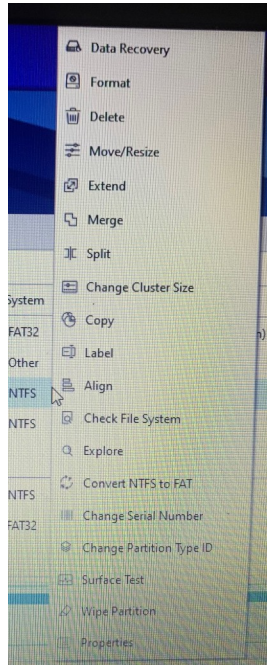 Data Recovery
Format
Delete
Move/Resize
Extend
Merge
Split
Change Cluster Size
System
Copy
FAT32
h)
Label
Other
Align
NTFS
Check File System
NTFS
Explore
Convert NTFS to FAT
NTFS
Change Serial Number
FAT32
Change Partition Type ID
Surface Test
Wipe Partition
Properties